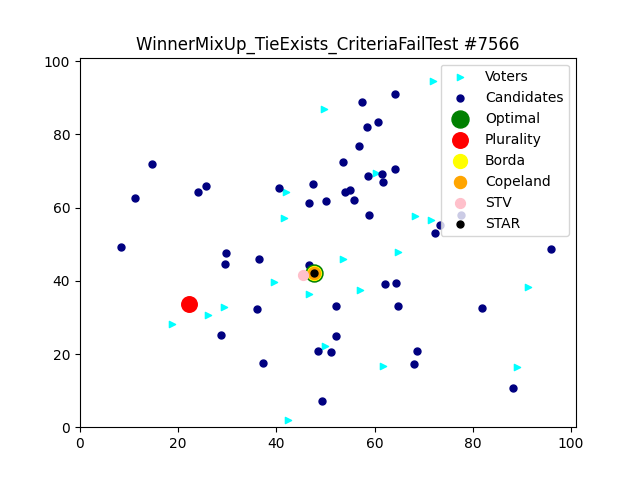 WinnerMixUp_TieExists_CriteriaFailTest #7566
100
80
60
40
20
0
0 20 40 60 80 100
Voters
Candidates
Optimal
Plurality
Borda
Copeland
STV
STAR